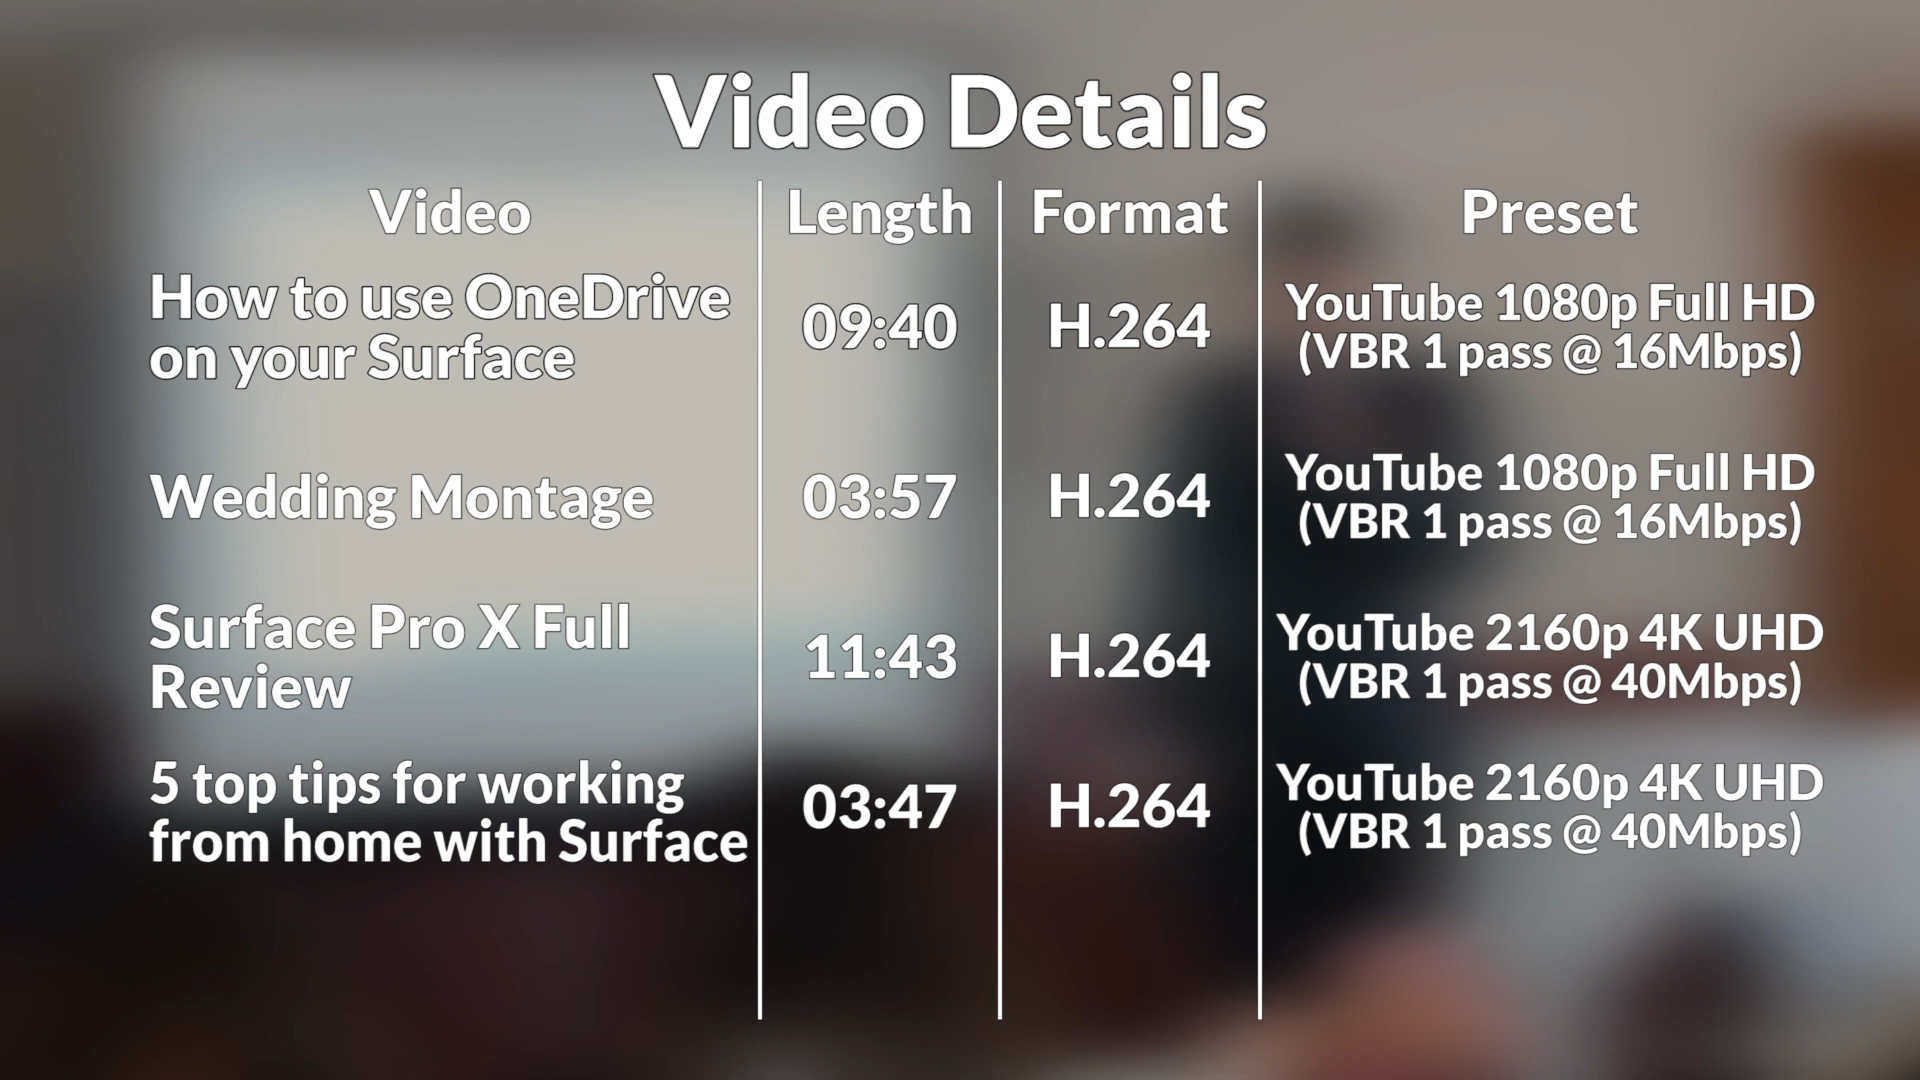 Video Details
Video Length Format Preset
How to use OneDrive
on your Surface
09:40
H.264
YouTube 1080p Full HD
(VBR 1 pass @ 16Mbps)
Wedding Montage
03:57
H.264
YouTube 1080p Full HD
(VBR 1 pass @ 16Mbps)
Surface Pro X Full
Review
11:43
H.264
YouTube 2160p 4K UHD
(VBR 1 pass @ 40Mbps)
5 top tips for working
from home with Surface
03:47
H.264
YouTube 2160p 4K UHD
(VBR 1 pass @ 40Mbps)